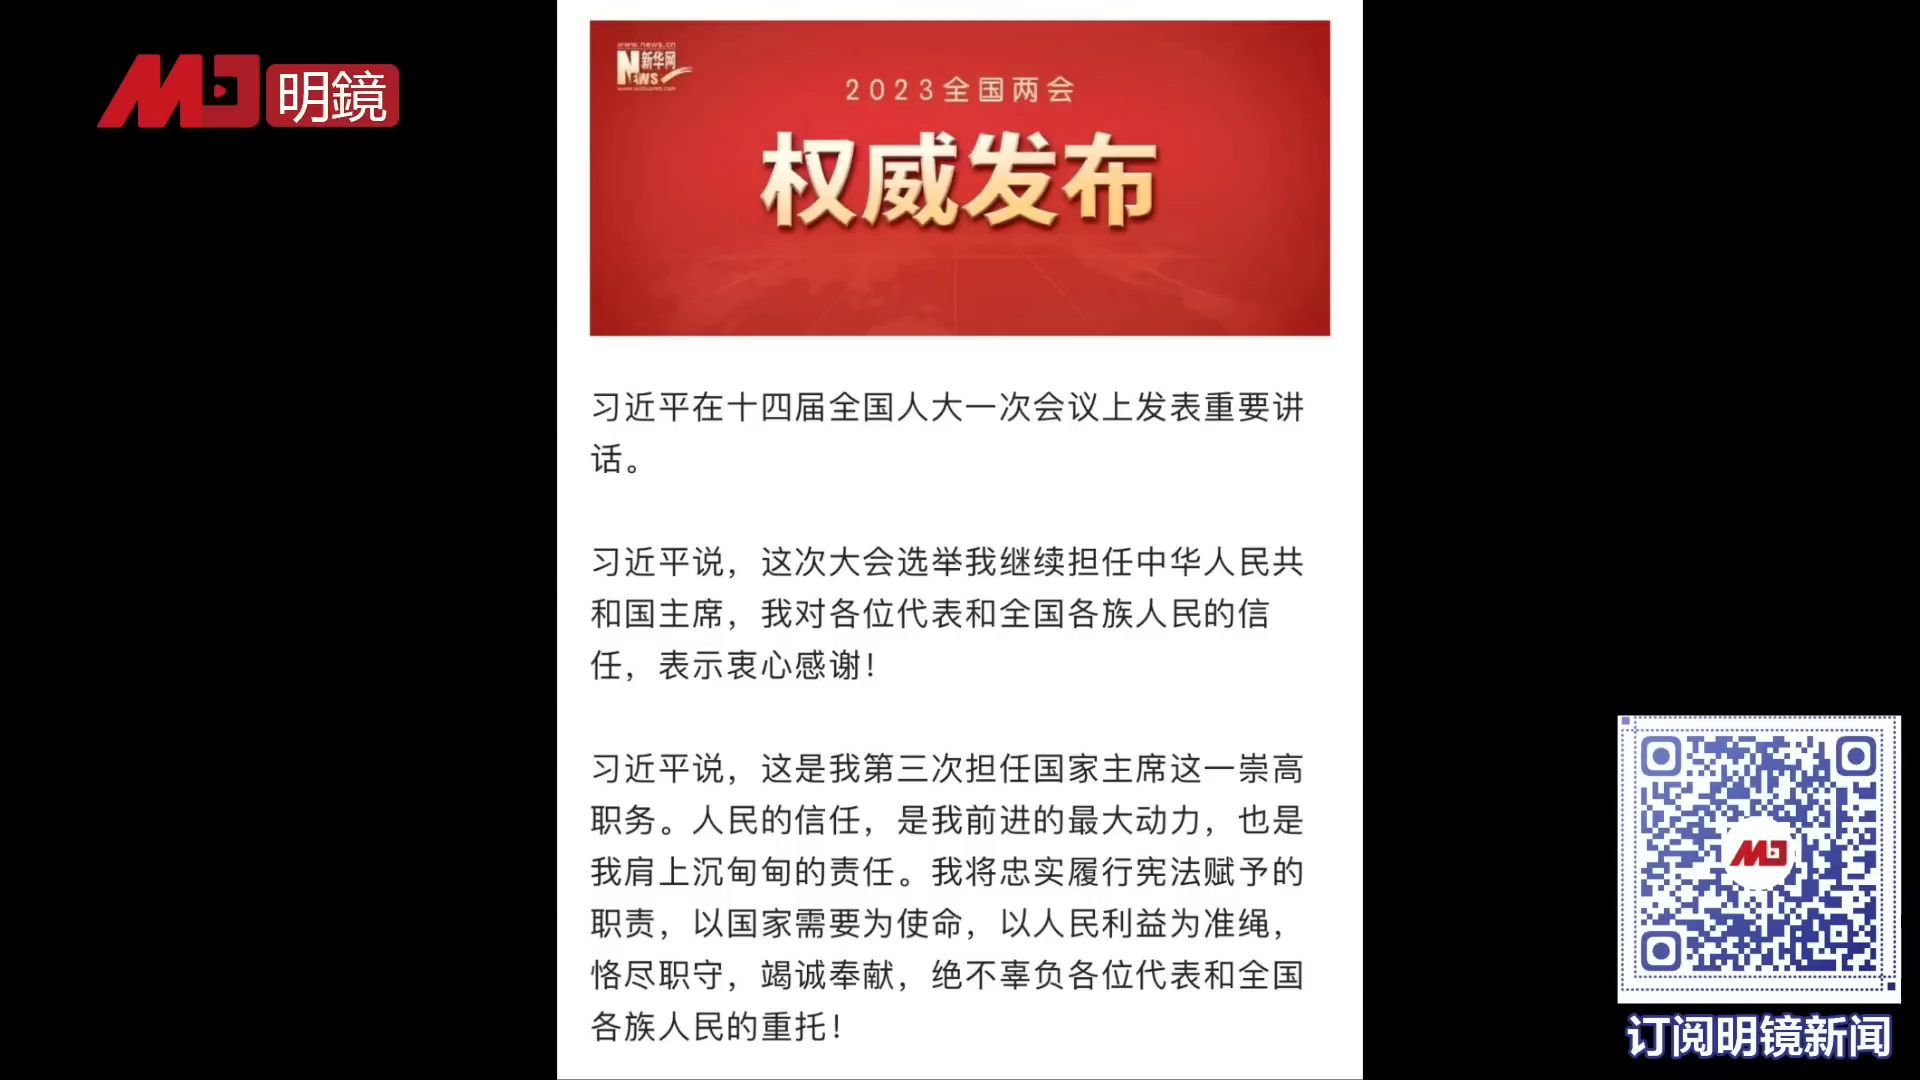 明鏡
www.news.cn
新华网
NEWS
2023全国两会
权威发布
习近平在十四届全国人大一次会议上发表重要讲
话。
习近平说，这次大会选举我继续担任中华人民共
和国主席，我对各位代表和全国各族人民的信
任，表示衷心感谢！
习近平说，这是我第三次担任国家主席这一崇高
职务。人民的信任，是我前进的最大动力，也是
我肩上沉甸甸的责任。我将忠实履行宪法赋予的
职责，以国家需要为使命，以人民利益为准绳，
恪尽职守，竭诚奉献，绝不辜负各位代表和全国
各族人民的重托！
订阅明镜新闻